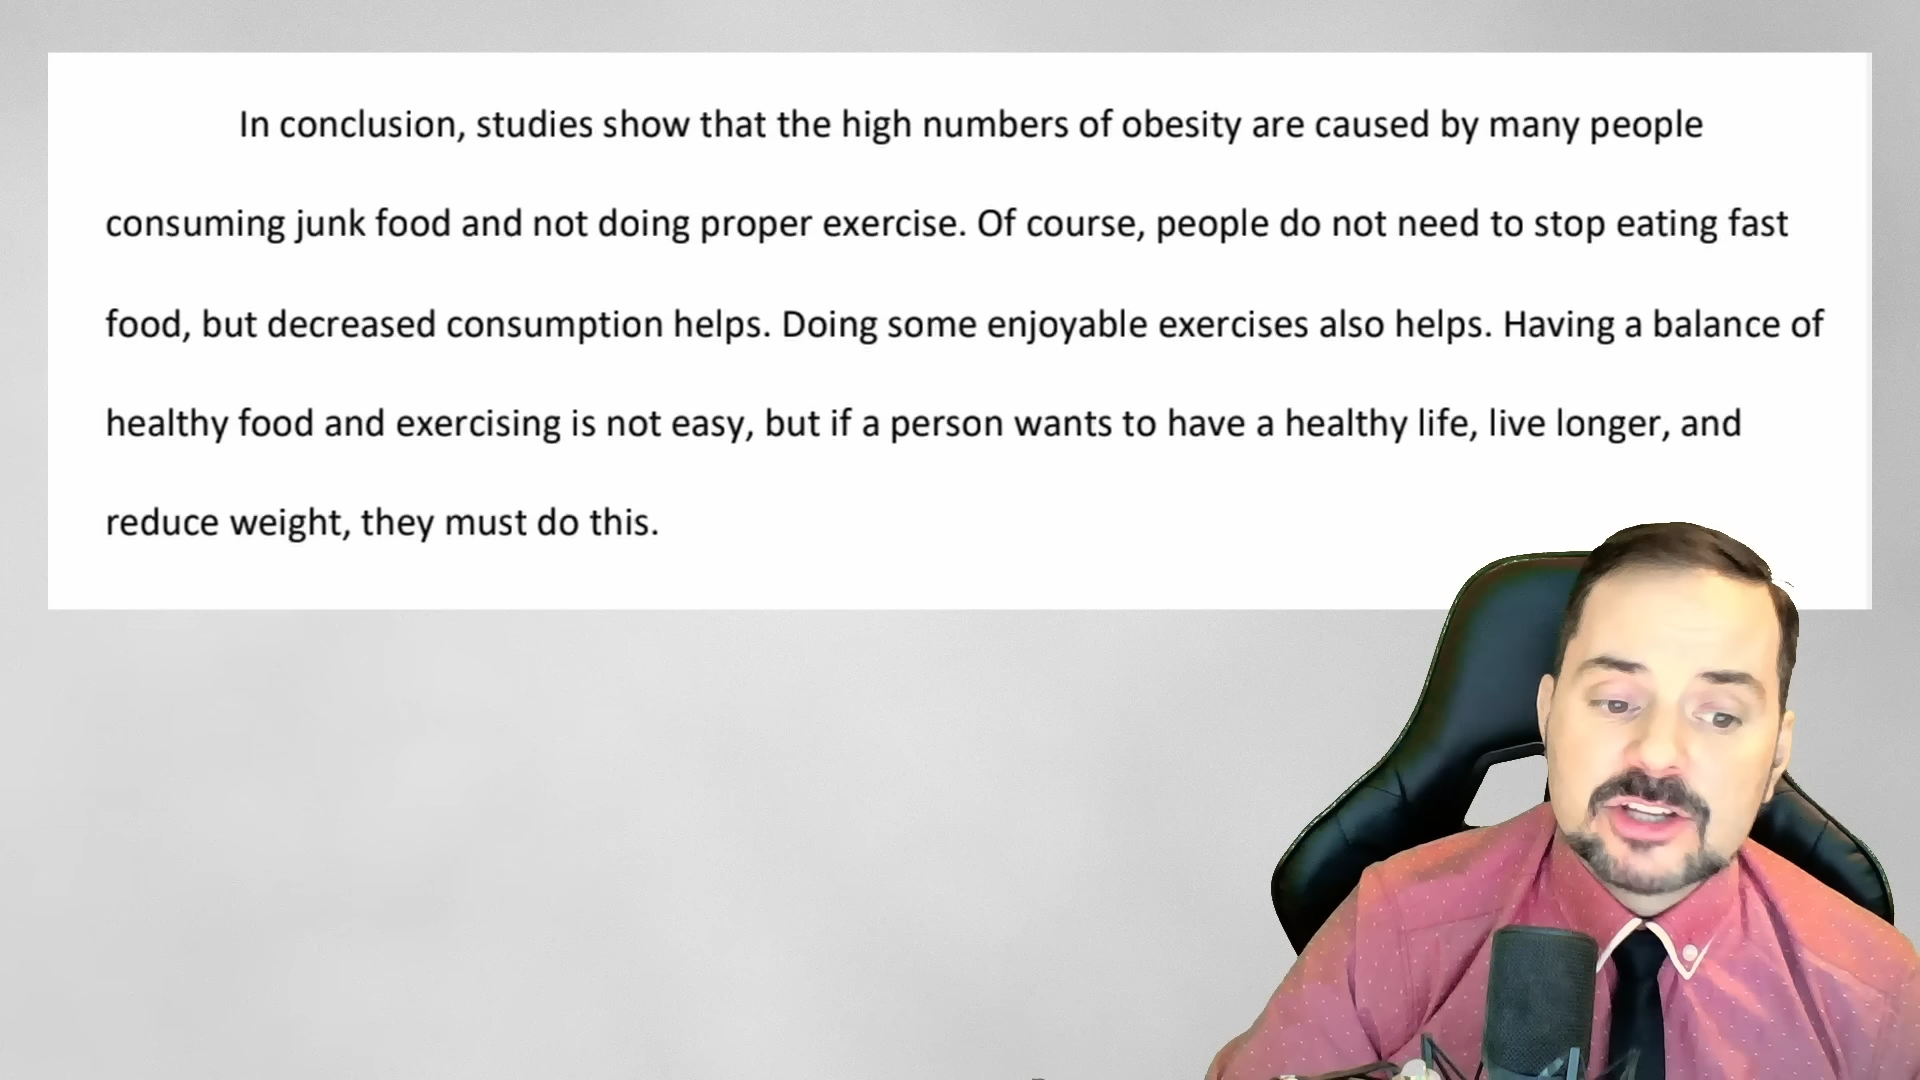 In conclusion, studies show that the high numbers of obesity are caused by many people
consuming junk food and not doing proper exercise. Of course, people do not need to stop eating fast
food, but decreased consumption helps. Doing some enjoyable exercises also helps. Having a balance of
healthy food and exercising is not easy, but if a person wants to have a healthy life, live longer, and
reduce weight, they must do this.